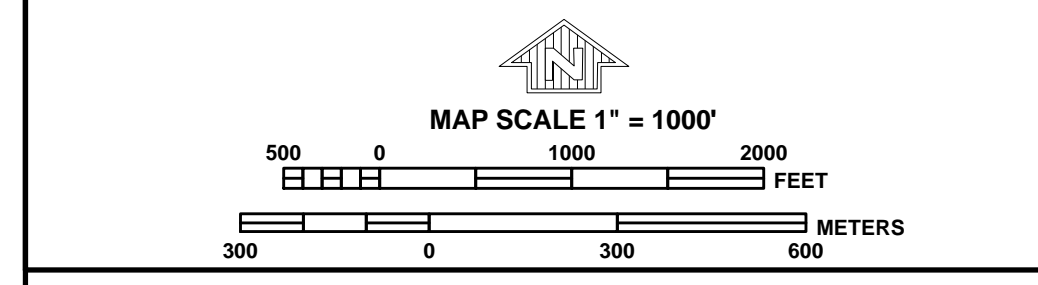 N
MAP SCALE 1" = 1000'
500 0 1000 2000
FEET
METERS
300 0 300 600